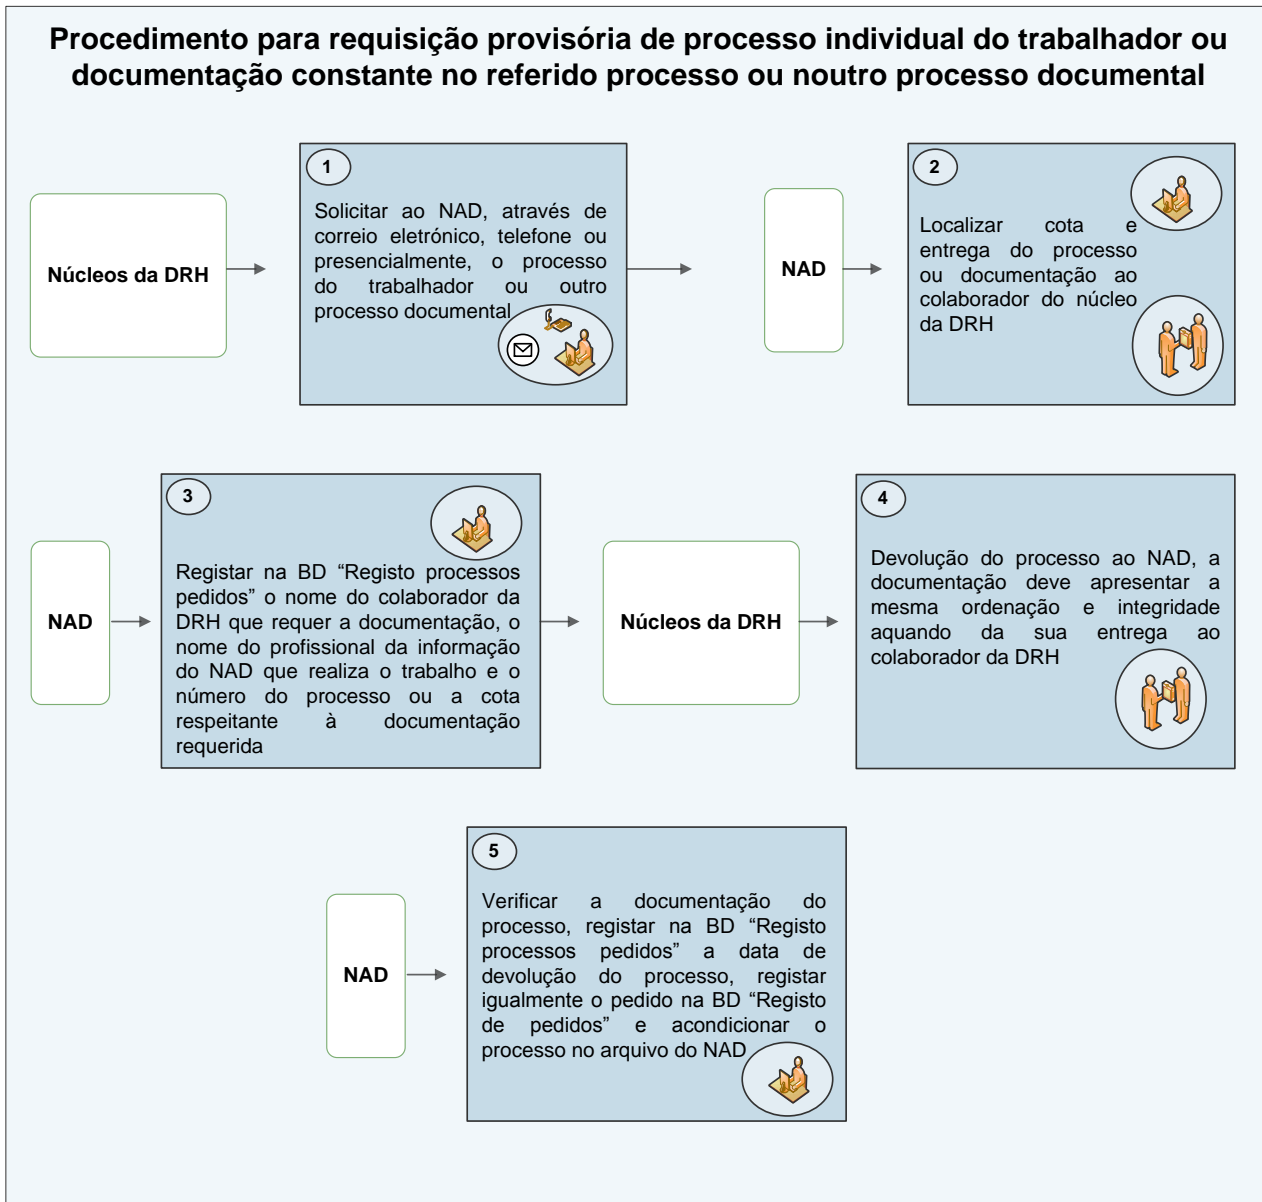 Procedimento para requisição provisória de processo individual do trabalhador ou
documentação constante no referido processo ou noutro processo documental
Núcleos da DRH
1
Solicitar ao NAD, através de
correio eletrónico, telefone ou
presencialmente, o processo
do trabalhador ou outro
processo documental
NAD
2
Localizar cota e
entrega do processo
ou documentação ao
colaborador do núcleo
da DRH
NAD
3
Registar na BD “Registo processos
pedidos” o nome do colaborador da
DRH que requer a documentação, o
nome do profissional da informação
do NAD que realiza o trabalho e o
número do processo ou a cota
respeitante à documentação
requerida
Núcleos da DRH
4
Devolução do processo ao NAD, a
documentação deve apresentar a
mesma ordenação e integridade
aquando da sua entrega ao
colaborador da DRH
NAD
5
Verificar a documentação do
processo, registar na BD “Registo
processos pedidos” a data de
devolução do processo, registar
igualmente o pedido na BD “Registo
de pedidos” e acondicionar o
processo no arquivo do NAD